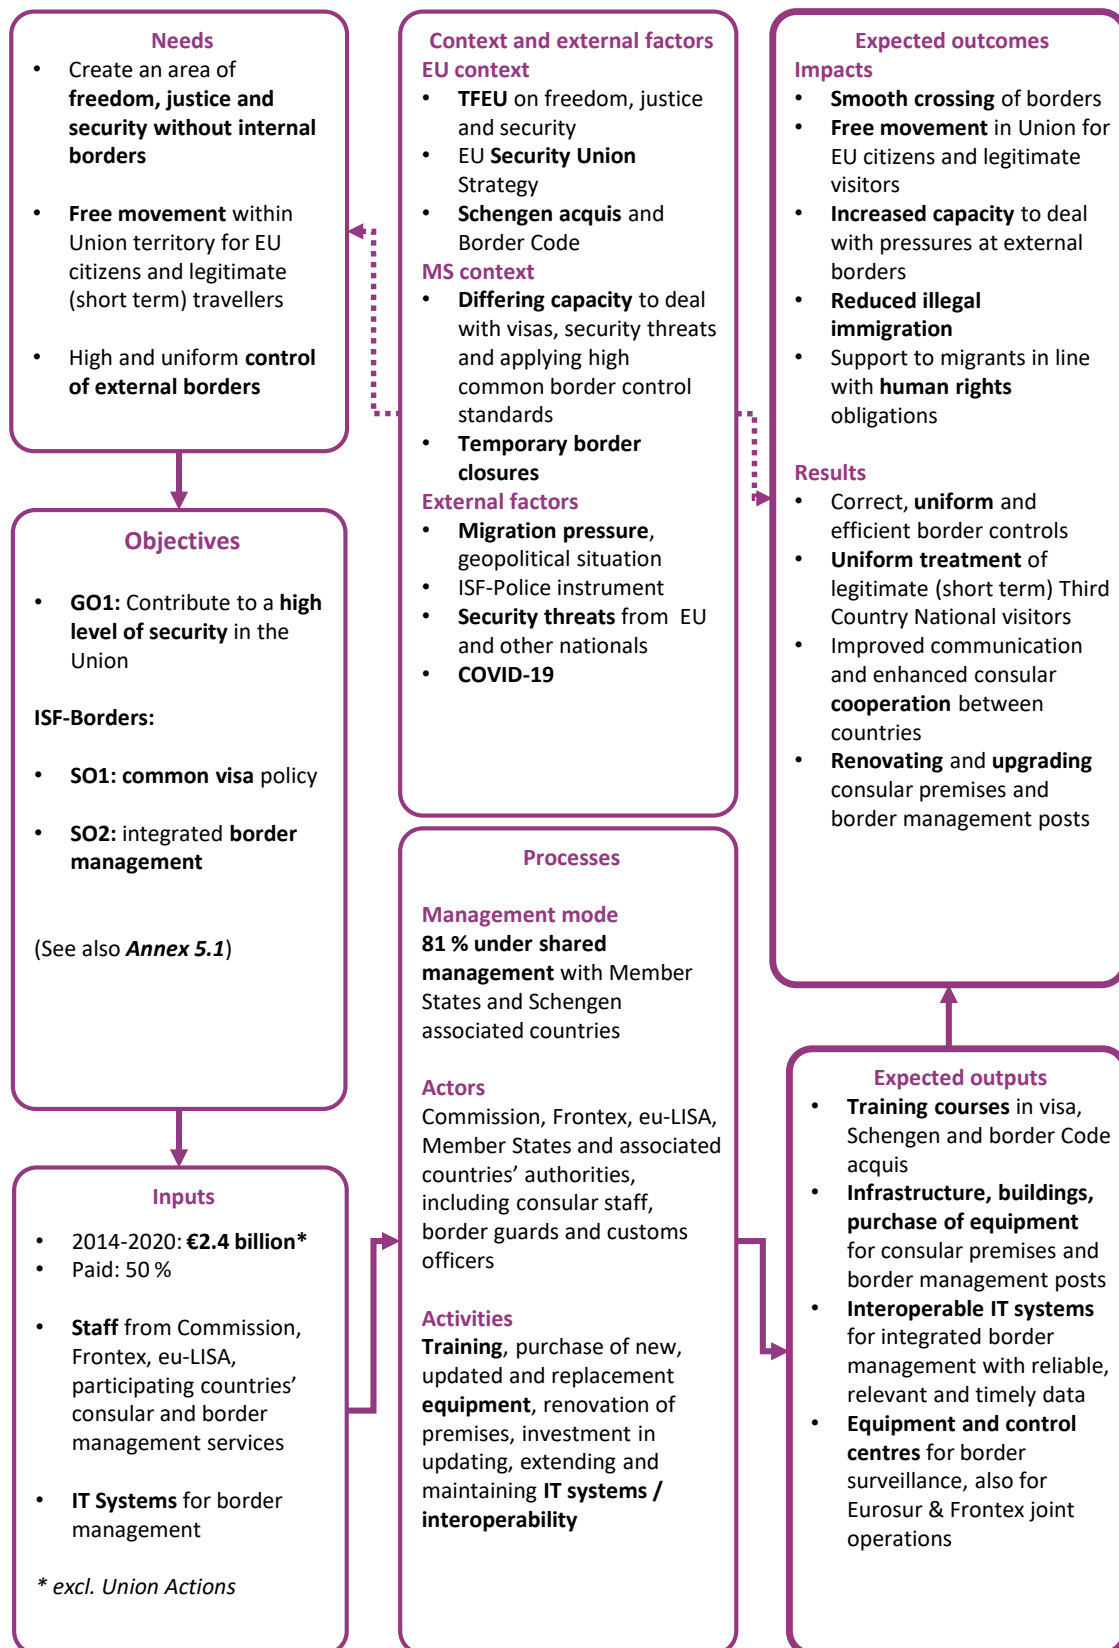 Needs
• Create an area of
freedom, justice and
security without internal
borders
• Free movement within
Union territory for EU
citizens and legitimate
(short term) travellers
• High and uniform control
of external borders
Objectives
• GO1: Contribute to a high
level of security in the
Union
ISF-Borders:
• SO1: common visa policy
• SO2: integrated border
management
(See also Annex 5.1)
Inputs
• 2014-2020: €2.4 billion*
• Paid: 50 %
• Staff from Commission,
Frontex, eu-LISA,
participating countries’
consular and border
management services
• IT Systems for border
management
* excl. Union Actions
Context and external factors
EU context
• TFEU on freedom, justice
and security
• EU Security Union
Strategy
• Schengen acquis and
Border Code
MS context
• Differing capacity to deal
with visas, security threats
and applying high
common border control
standards
• Temporary border
closures
External factors
• Migration pressure,
geopolitical situation
• ISF-Police instrument
• Security threats from EU
and other nationals
• COVID-19
Processes
Management mode
81 % under shared
management with Member
States and Schengen
associated countries
Actors
Commission, Frontex, eu-LISA,
Member States and associated
countries’ authorities,
including consular staff,
border guards and customs
officers
Activities
Training, purchase of new,
updated and replacement
equipment, renovation of
premises, investment in
updating, extending and
maintaining IT systems /
interoperability
Expected outcomes
Impacts
• Smooth crossing of borders
• Free movement in Union for
EU citizens and legitimate
visitors
• Increased capacity to deal
with pressures at external
borders
• Reduced illegal
immigration
• Support to migrants in line
with human rights
obligations
Results
• Correct, uniform and
efficient border controls
• Uniform treatment of
legitimate (short term) Third
Country National visitors
• Improved communication
and enhanced consular
cooperation between
countries
• Renovating and upgrading
consular premises and
border management posts
Expected outputs
• Training courses in visa,
Schengen and border Code
acquis
• Infrastructure, buildings,
purchase of equipment
for consular premises and
border management posts
• Interoperable IT systems
for integrated border
management with reliable,
relevant and timely data
• Equipment and control
centres for border
surveillance, also for
Eurosur & Frontex joint
operations